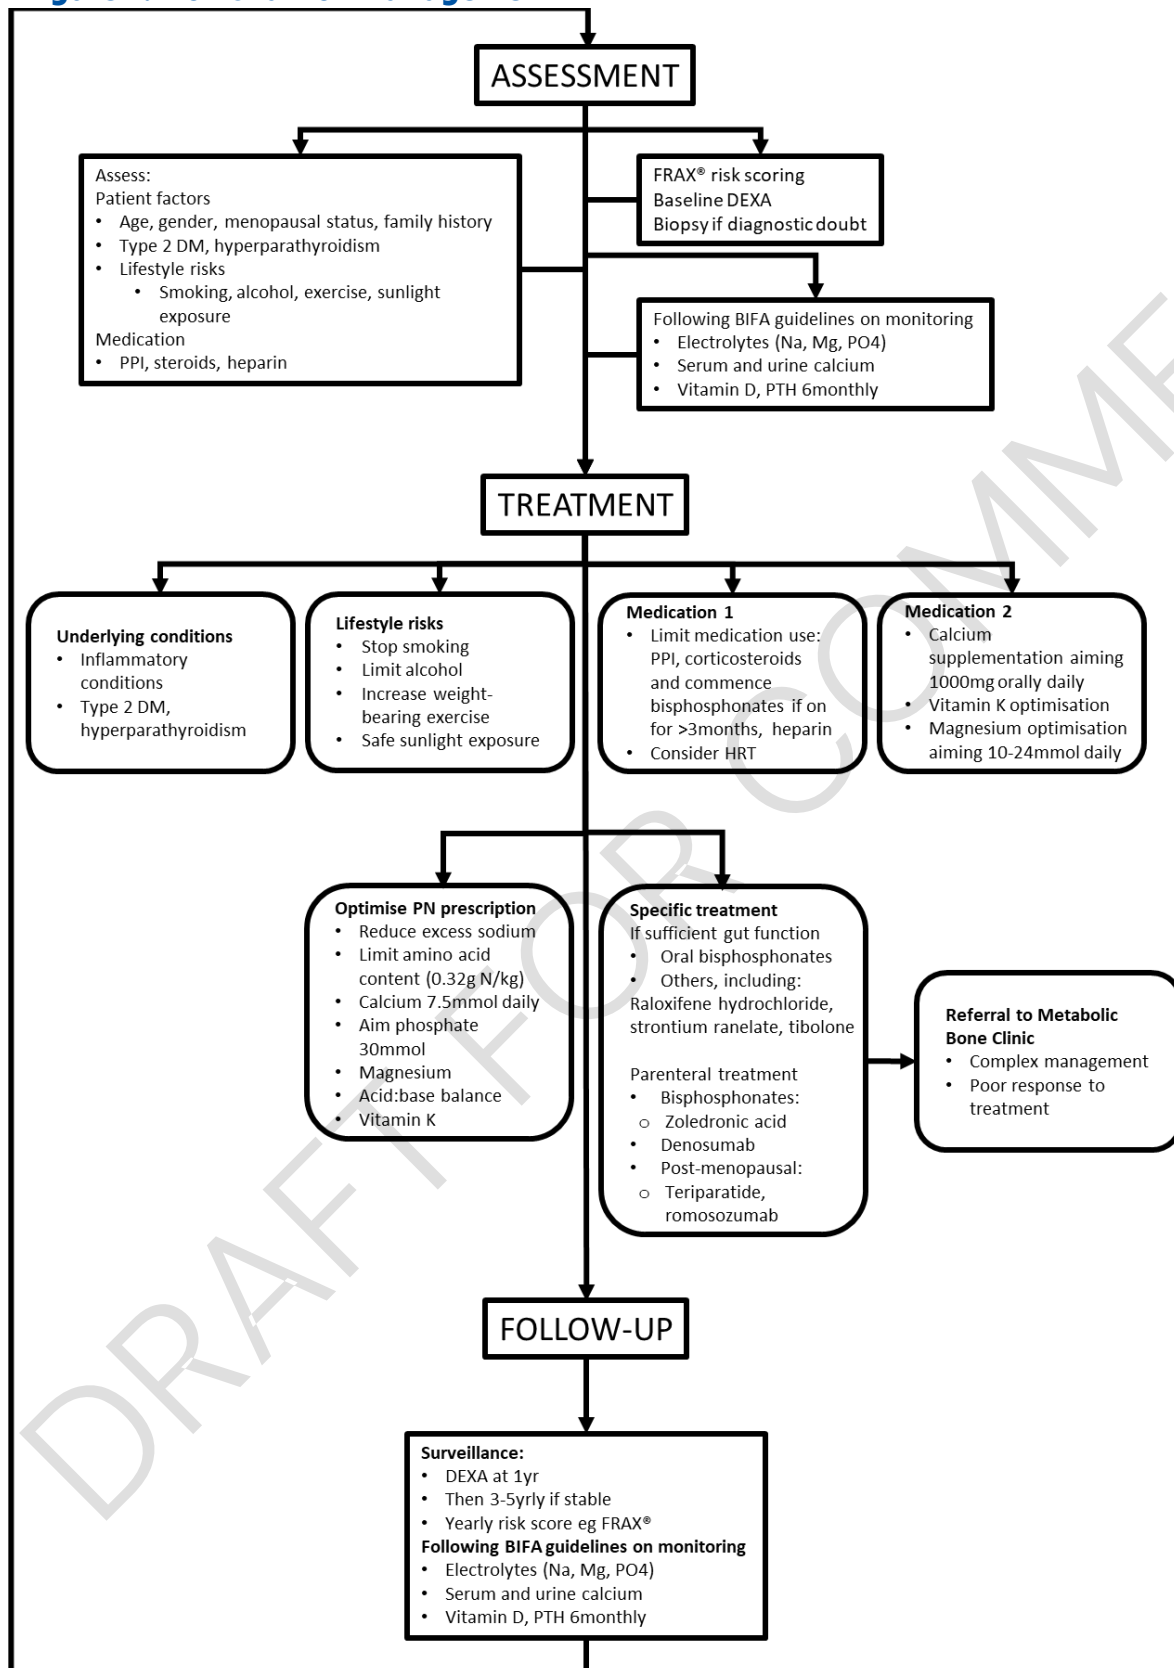 ASSESSMENT
Assess:
Patient factors
• Age, gender, menopausal status, family history
• Type 2 DM, hyperparathyroidism
• Lifestyle risks
• Smoking, alcohol, exercise, sunlight
exposure
Medication
• PPI, steroids, heparin
FRAX® risk scoring
Baseline DEXA
Biopsy if diagnostic doubt
Following BIFA guidelines on monitoring
• Electrolytes (Na, Mg, PO4)
• Serum and urine calcium
• Vitamin D, PTH 6monthly
TREATMENT
Underlying conditions
• Inflammatory
conditions
• Type 2 DM,
hyperparathyroidism
Lifestyle risks
• Stop smoking
• Limit alcohol
• Increase weight-
bearing exercise
• Safe sunlight exposure
Medication 1
• Limit medication use:
PPI, corticosteroids
and commence
bisphosphonates if on
for >3months, heparin
• Consider HRT
Medication 2
• Calcium
supplementation aiming
1000mg orally daily
• Vitamin K optimisation
• Magnesium optimisation
aiming 10-24mmol daily
Optimise PN prescription
• Reduce excess sodium
• Limit amino acid
content (0.32g N/kg)
• Calcium 7.5mmol daily
• Aim phosphate
30mmol
• Magnesium
• Acid:base balance
• Vitamin K
Specific treatment
If sufficient gut function
• Oral bisphosphonates
• Others, including:
Raloxifene hydrochloride,
strontium ranelate, tibolone
Parenteral treatment
• Bisphosphonates:
o Zoledronic acid
• Denosumab
• Post-menopausal:
o Teriparatide,
romosozumab
Referral to Metabolic
Bone Clinic
• Complex management
• Poor response to
treatment
FOLLOW-UP
Surveillance:
• DEXA at 1yr
• Then 3-5yrly if stable
• Yearly risk score eg FRAX®
Following BIFA guidelines on monitoring
• Electrolytes (Na, Mg, PO4)
• Serum and urine calcium
• Vitamin D, PTH 6monthly
DRAFT FOR COMME